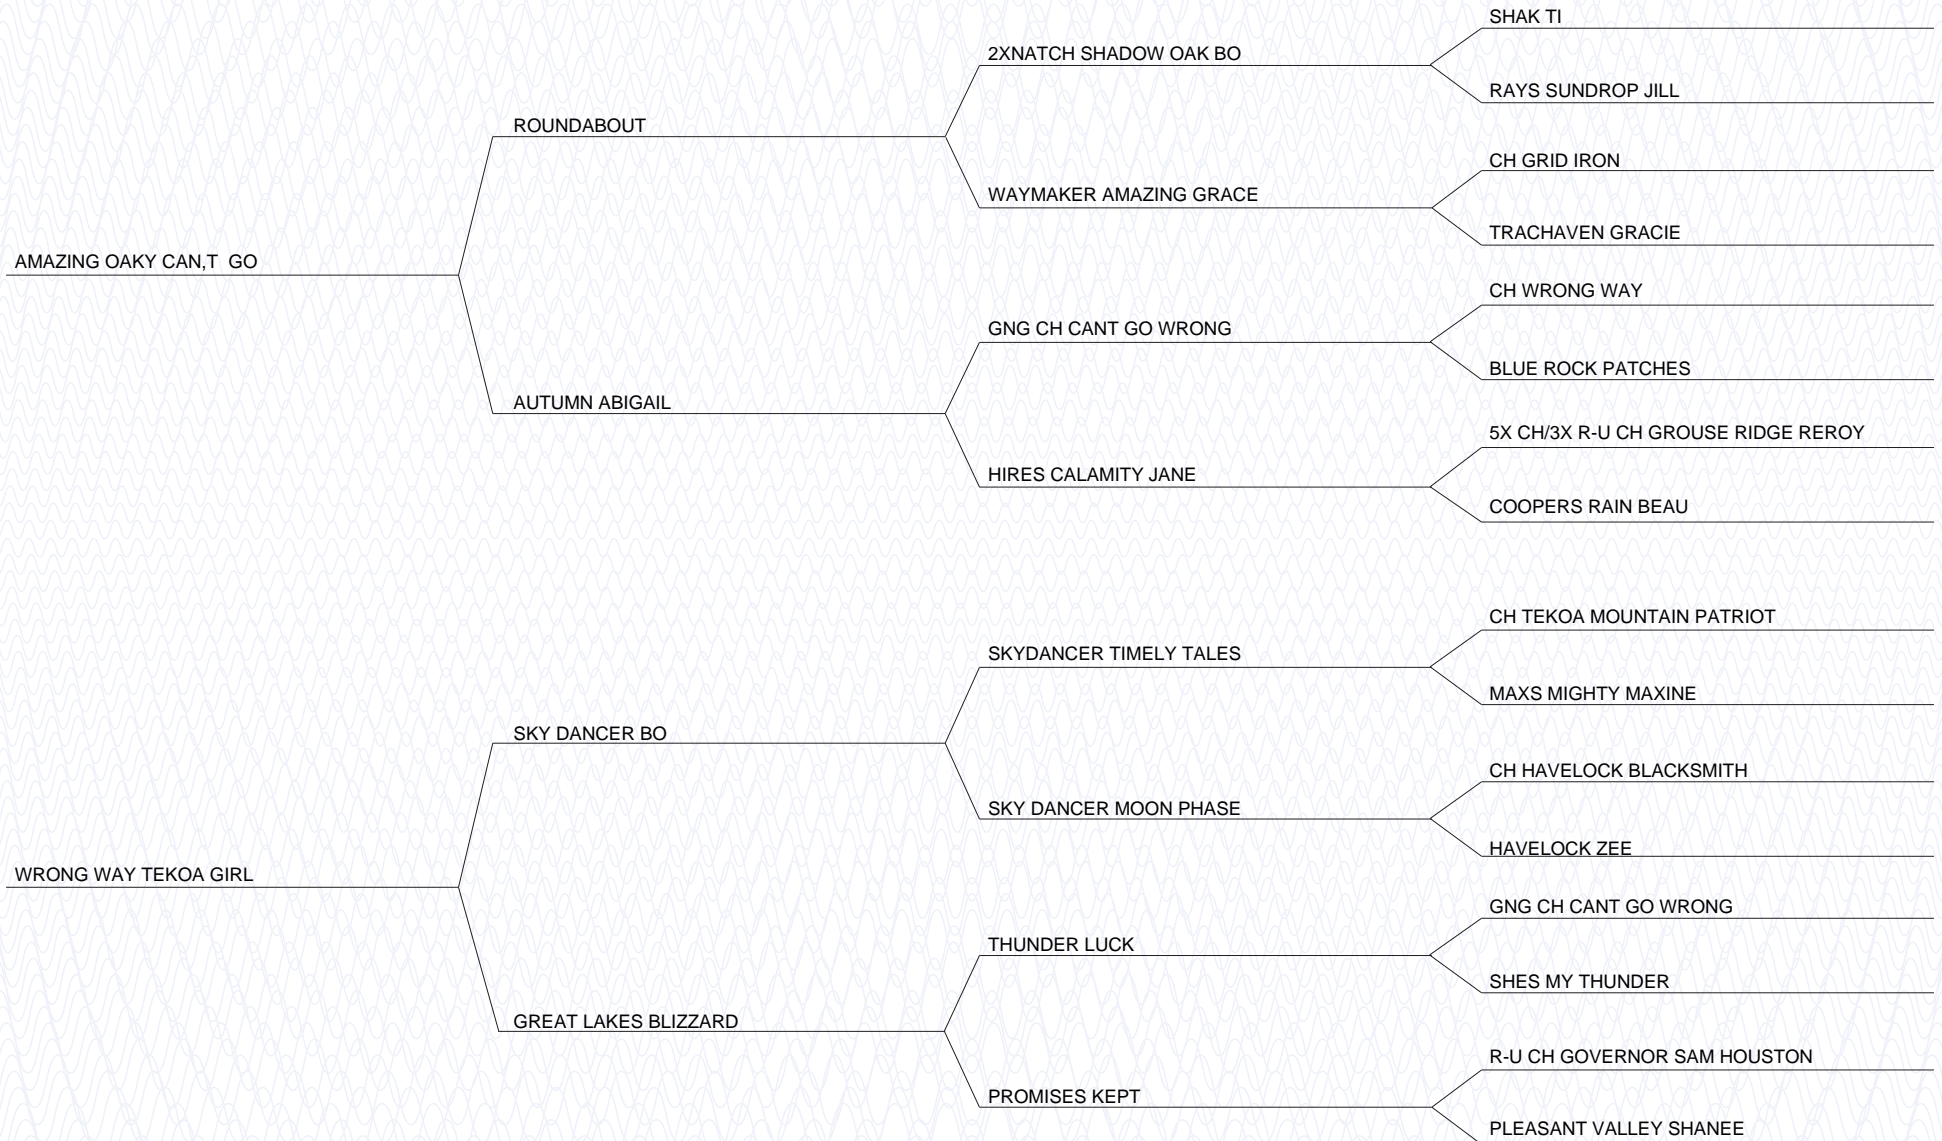 SHAK TI
2XNATCH SHADOW OAK BO
RAYS SUNDROP JILL
ROUNDABOUT
CH GRID IRON
WAYMAKER AMAZING GRACE
TRACHAVEN GRACIE
AMAZING OAKY CAN,T  GO
CH WRONG WAY
GNG CH CANT GO WRONG
BLUE ROCK PATCHES
AUTUMN ABIGAIL
5X CH/3X R-U CH GROUSE RIDGE REROY
HIRES CALAMITY JANE
COOPERS RAIN BEAU
CH TEKOA MOUNTAIN PATRIOT
SKYDANCER TIMELY TALES
MAXS MIGHTY MAXINE
SKY DANCER BO
CH HAVELOCK BLACKSMITH
SKY DANCER MOON PHASE
HAVELOCK ZEE
WRONG WAY TEKOA GIRL
GNG CH CANT GO WRONG
THUNDER LUCK
SHES MY THUNDER
GREAT LAKES BLIZZARD
R-U CH GOVERNOR SAM HOUSTON
PROMISES KEPT
PLEASANT VALLEY SHANEE